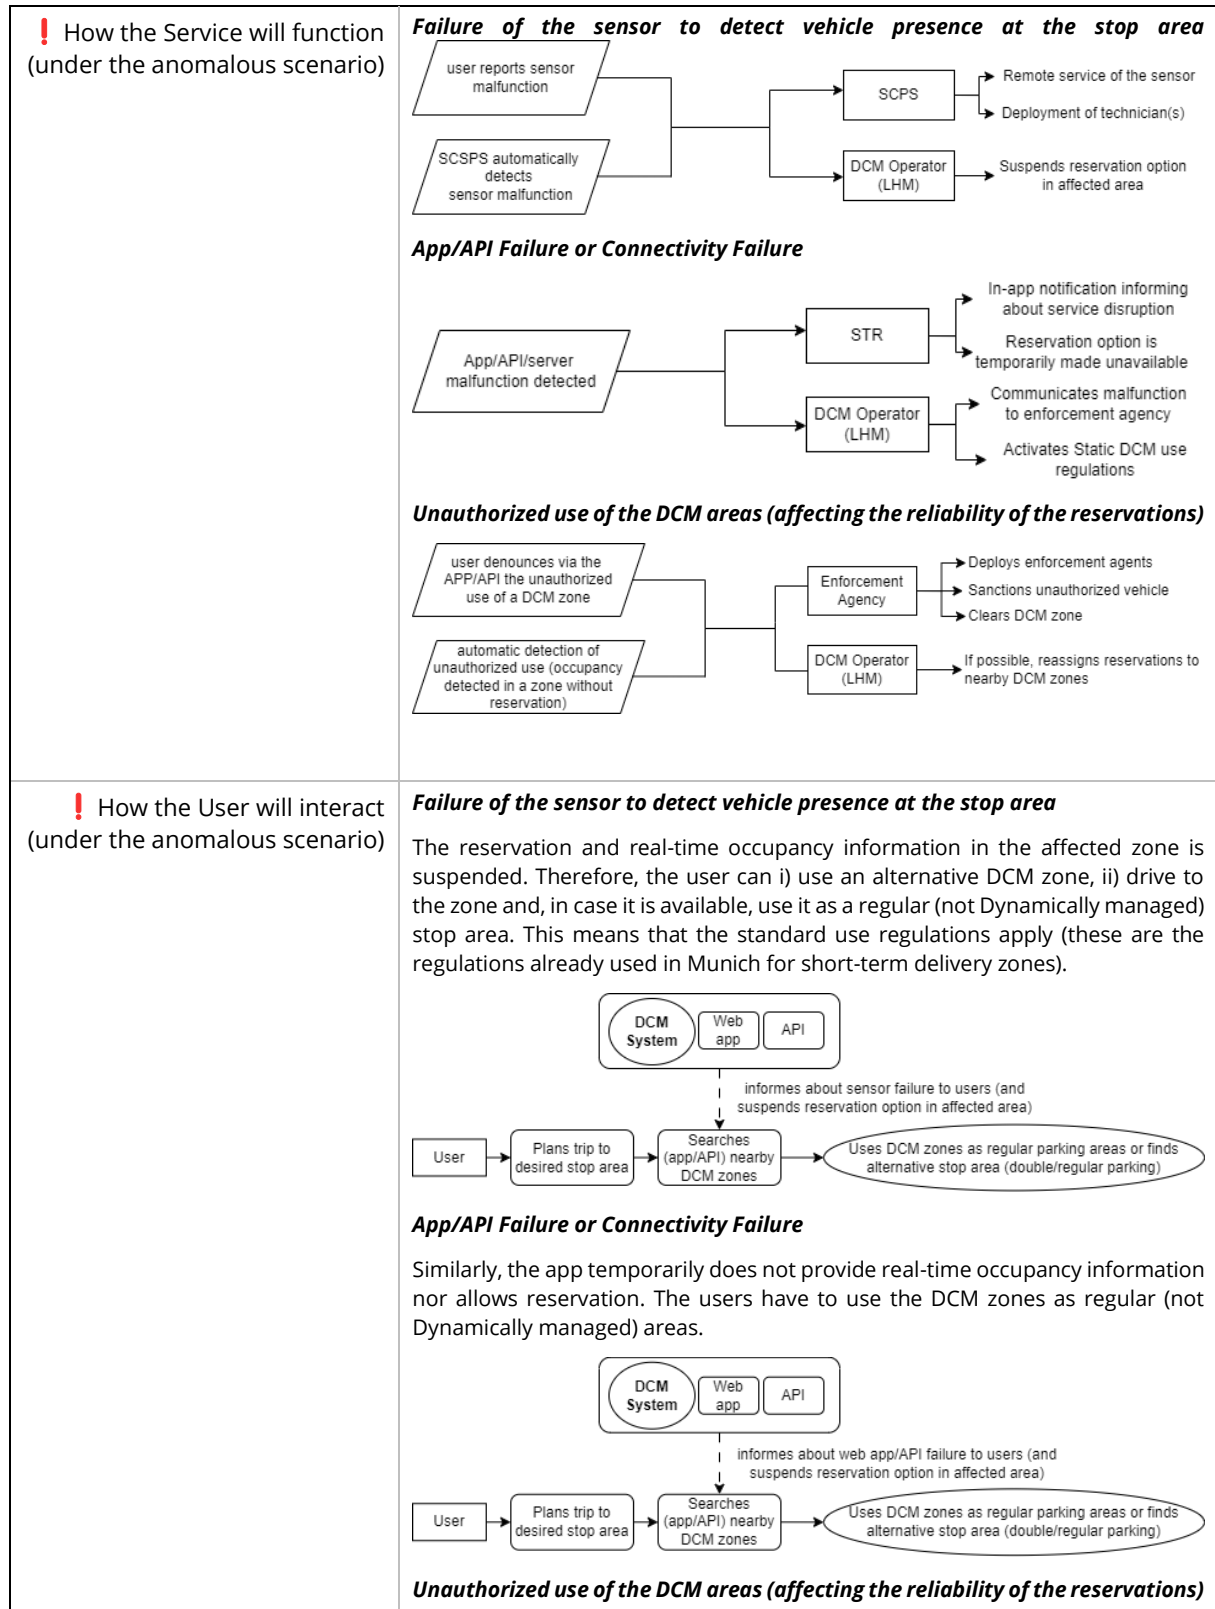 ❗ How the Service will function
(under the anomalous scenario)
Failure of the sensor to detect vehicle presence at the stop area
user reports sensor
malfunction
SCSPS automatically
detects
sensor malfunction
SCPS
Remote service of the sensor
Deployment of technician(s)
DCM Operator
(LHM)
Suspends reservation option
in affected area
App/API Failure or Connectivity Failure
App/API/server
malfunction detected
STR
In-app notification informing
about service disruption
Reservation option is
temporarily made unavailable
DCM Operator
(LHM)
Communicates malfunction
to enforcement agency
Activates Static DCM use
regulations
Unauthorized use of the DCM areas (affecting the reliability of the reservations)
user denounces via the
APP/API the unauthorized
use of a DCM zone
automatic detection of
unauthorized use (occupancy
detected in a zone without
reservation)
Enforcement
Agency
Deploys enforcement agents
Sanctions unauthorized vehicle
Clears DCM zone
DCM Operator
(LHM)
If possible, reassigns reservations to
nearby DCM zones
❗ How the User will interact
(under the anomalous scenario)
Failure of the sensor to detect vehicle presence at the stop area
The reservation and real-time occupancy information in the affected zone is
suspended. Therefore, the user can i) use an alternative DCM zone, ii) drive to
the zone and, in case it is available, use it as a regular (not Dynamically managed)
stop area. This means that the standard use regulations apply (these are the
regulations already used in Munich for short-term delivery zones).
DCM
System
Web
app
API
informes about sensor failure to users (and
suspends reservation option in affected area)
User
Plans trip to
desired stop area
Searches
(app/API) nearby
DCM zones
Uses DCM zones as regular parking areas or finds
alternative stop area (double/regular parking)
App/API Failure or Connectivity Failure
Similarly, the app temporarily does not provide real-time occupancy information
nor allows reservation. The users have to use the DCM zones as regular (not
Dynamically managed) areas.
DCM
System
Web
app
API
informes about web app/API failure to users (and
suspends reservation option in affected area)
User
Plans trip to
desired stop area
Searches
(app/API) nearby
DCM zones
Uses DCM zones as regular parking areas or finds
alternative stop area (double/regular parking)
Unauthorized use of the DCM areas (affecting the reliability of the reservations)